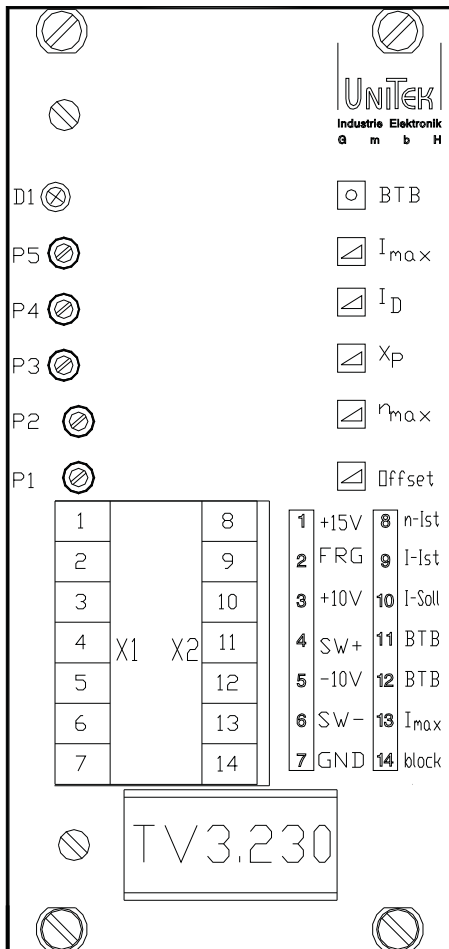 UNITEK
Industrie Elektronik
G m b H
D1 BTB
P5 Imax
P4 ID
P3 XP
P2 nmax
P1 Offset
1 8 1 +15V 8 n-Ist
2 9 2 FRG 9 I-Ist
3 10 3 +10V 10 I-Soll
4 X1 X2 11 4 SW+ 11 BTB
5 12 5 -10V 12 BTB
6 13 6 SW- 13 Imax
7 14 7 GND 14 block
TV3.230